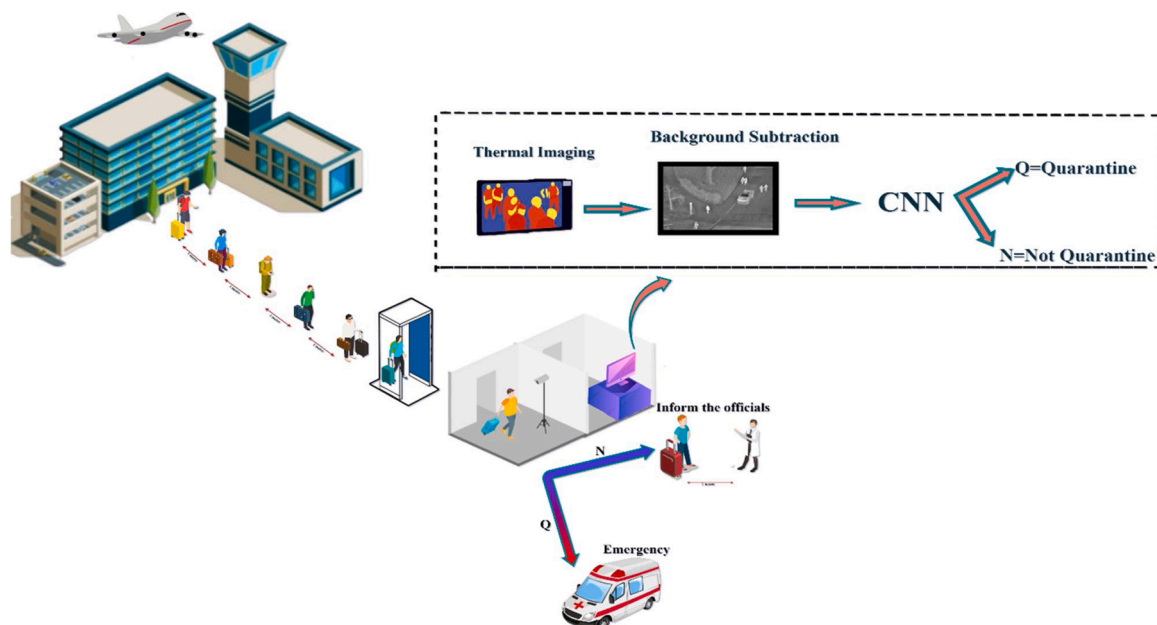 Background Subtraction
Thermal Imaging
CNN
Q=Quarantine
N=Not Quarantine
Inform the officials
N
Q
Emergency